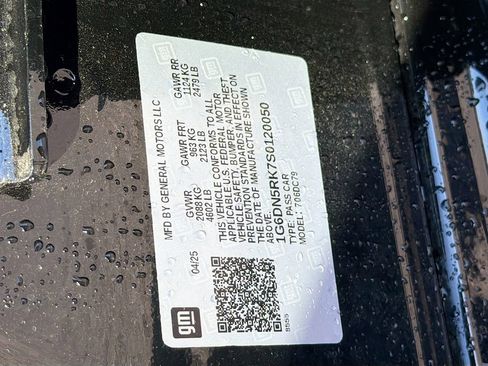 MFD BY GENERAL MOTORS LLC
04/25
GVWR
2088 KG
4602 LB
GAWR FRT
963 KG
2123 LB
GAWR RR
1124 KG
2479 LB
THIS VEHICLE CONFORMS TO ALL
APPLICABLE U.S. FEDERAL MOTOR
VEHICLE SAFETY, BUMPER, AND THEFT
PREVENTION STANDARDS IN EFFECT ON
THE DATE OF MANUFACTURE SHOWN
ABOVE.
1G6DN5RK7S0120050
TYPE: PASS CAR
MODEL: 706DC79
gm